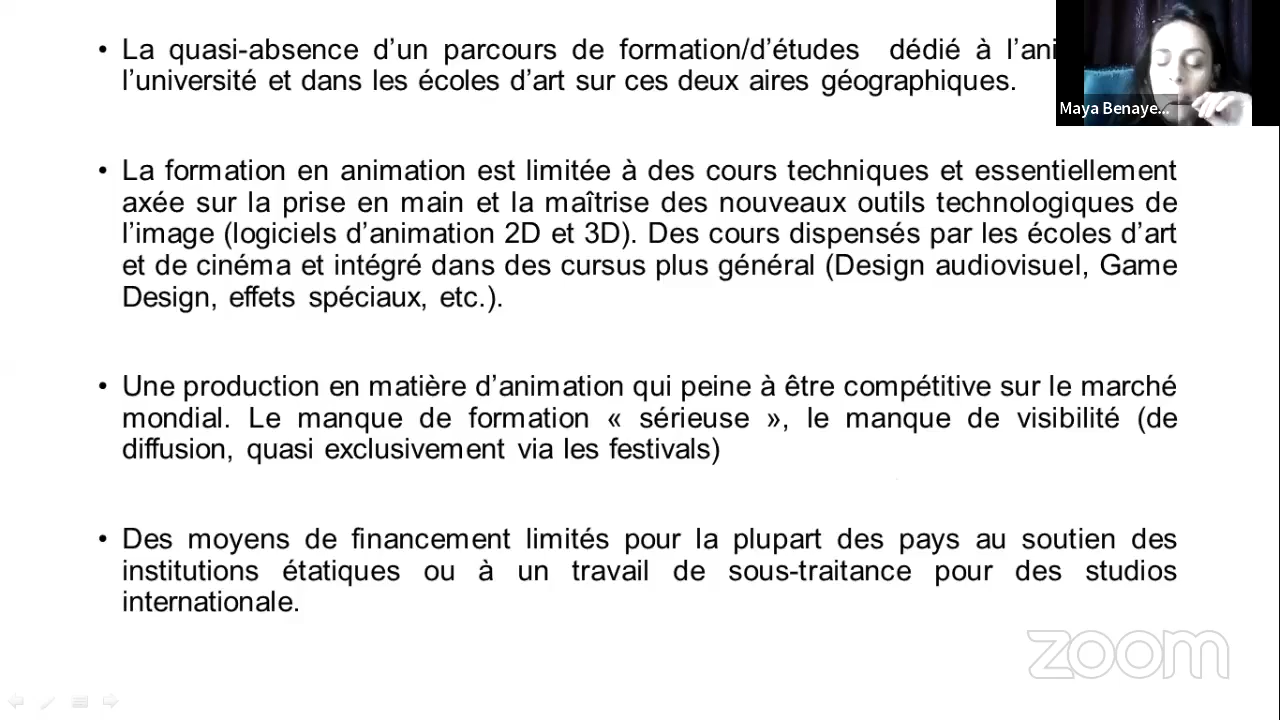 • La quasi-absence d’un parcours de formation/d’études dédié à l’ani
l’université et dans les écoles d’art sur ces deux aires géographiques.
Maya Benaye...
• La formation en animation est limitée à des cours techniques et essentiellement
axée sur la prise en main et la maîtrise des nouveaux outils technologiques de
l’image (logiciels d’animation 2D et 3D). Des cours dispensés par les écoles d’art
et de cinéma et intégré dans des cursus plus général (Design audiovisuel, Game
Design, effets spéciaux, etc.).
• Une production en matière d’animation qui peine à être compétitive sur le marché
mondial. Le manque de formation « sérieuse », le manque de visibilité (de
diffusion, quasi exclusivement via les festivals)
• Des moyens de financement limités pour la plupart des pays au soutien des
institutions étatiques ou à un travail de sous-traitance pour des studios
internationale.
zoom